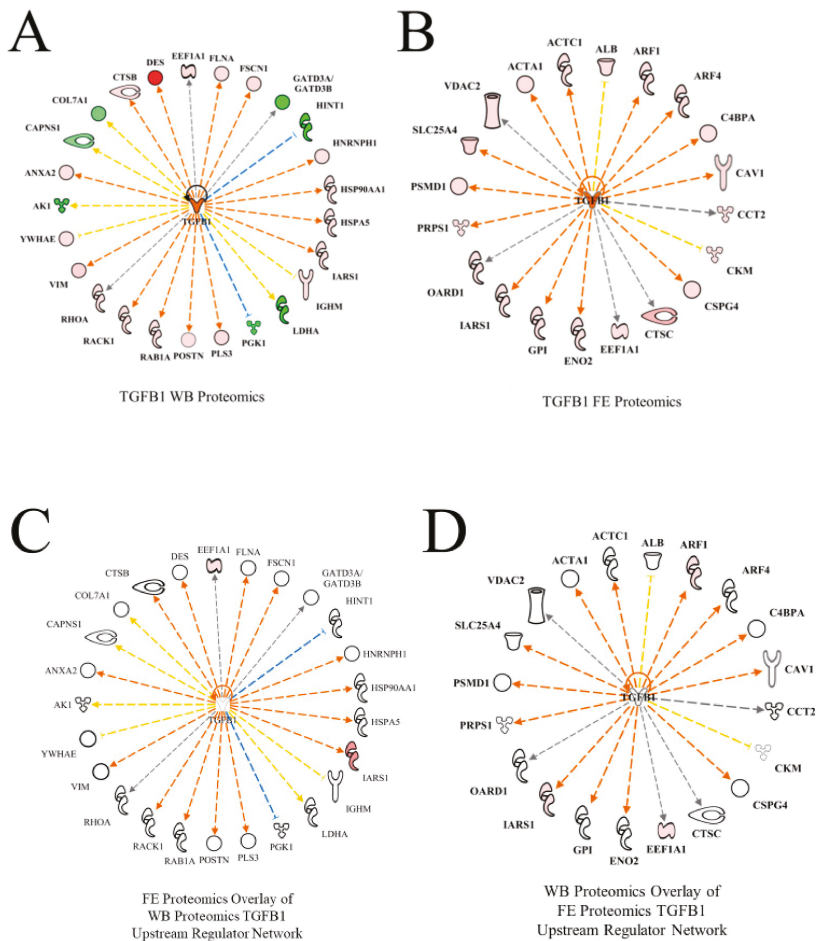 A
EEF1A1
FLNA
DES
FSCN1
CTSB
GATD3A/
GATD3B
COL7A1
HINT1
CAPNS1
HNRNPH1
ANXA2
HSP90AA1
AK1
TGFB1
HSPA5
YWHAE
IARS1
VIM
IGHM
RHOA
LDHA
RACK1
PGK1
RAB1A
POSTN
PLS3
TGFB1 WB Proteomics
B
ACTC1
ALB
ARF1
ACTA1
ARF4
VDAC2
C4BPA
SLC25A4
CAV1
PSMD1
TGFB1
CCT2
PRPS1
CKM
OARD1
CSPG4
IARS1
CTSC
GPI
EEF1A1
ENO2
TGFB1 FE Proteomics
C
EEF1A1
FLNA
DES
FSCN1
CTSB
GATD3A/
GATD3B
COL7A1
HINT1
CAPNS1
HNRNPH1
ANXA2
HSP90AA1
AK1
TGFB1
HSPA5
YWHAE
IARS1
VIM
IGHM
RHOA
LDHA
RACK1
PGK1
RAB1A
POSTN
PLS3
FE Proteomics Overlay of
WB Proteomics TGFB1
Upstream Regulator Network
D
ACTC1
ALB
ARF1
ACTA1
ARF4
VDAC2
C4BPA
SLC25A4
CAV1
PSMD1
TGFB1
CCT2
PRPS1
CKM
OARD1
CSPG4
IARS1
CTSC
GPI
EEF1A1
ENO2
WB Proteomics Overlay of
FE Proteomics TGFB1
Upstream Regulator Network